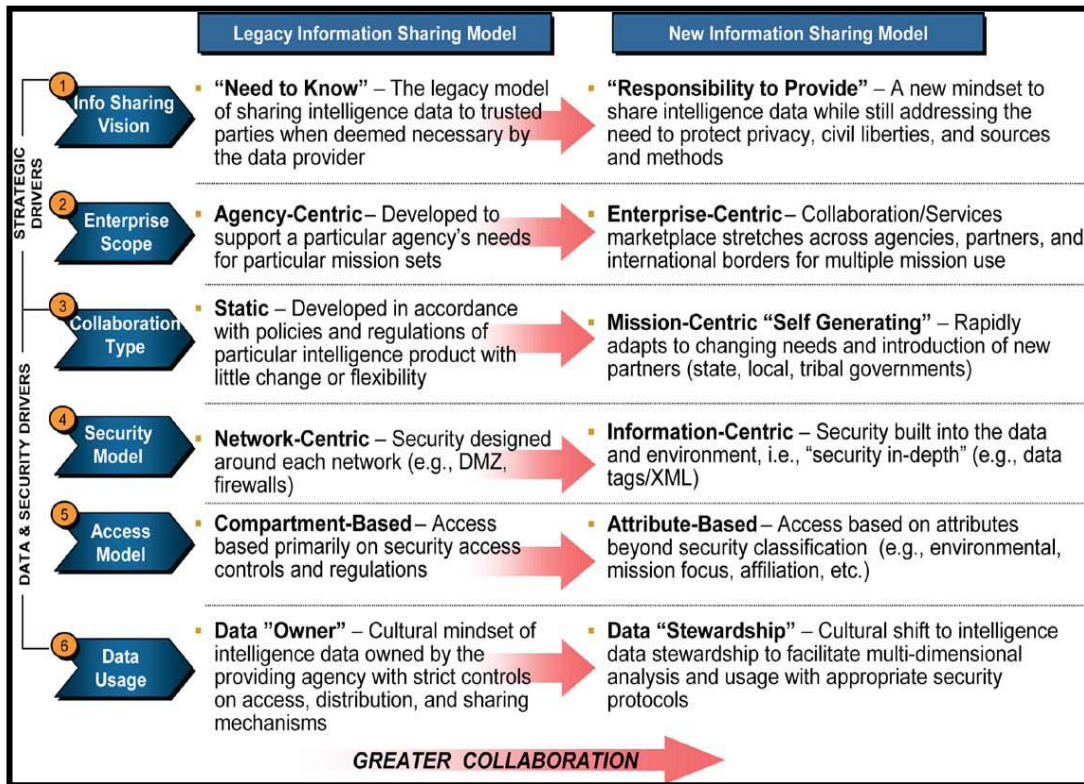 Legacy Information Sharing Model
New Information Sharing Model
STRATEGIC
DRIVERS
DATA & SECURITY DRIVERS
1
Info Sharing
Vision
▪ “Need to Know” – The legacy model
of sharing intelligence data to trusted
parties when deemed necessary by
the data provider
▪ “Responsibility to Provide” – A new mindset to
share intelligence data while still addressing the
need to protect privacy, civil liberties, and sources
and methods
2
Enterprise
Scope
▪ Agency-Centric – Developed to
support a particular agency’s needs
for particular mission sets
Enterprise-Centric – Collaboration/Services
marketplace stretches across agencies, partners, and
international borders for multiple mission use
3
Collaboration
Type
▪ Static – Developed in accordance
with policies and regulations of
particular intelligence product with
little change or flexibility
▪ Mission-Centric “Self Generating” – Rapidly
adapts to changing needs and introduction of new
partners (state, local, tribal governments)
4
Security
Model
▪ Network-Centric – Security designed
around each network (e.g., DMZ,
firewalls)
▪ Information-Centric – Security built into the data
and environment, i.e., “security in-depth” (e.g., data
tags/XML)
5
Access
Model
▪ Compartment-Based – Access
based primarily on security access
controls and regulations
▪ Attribute-Based – Access based on attributes
beyond security classification (e.g., environmental,
mission focus, affiliation, etc.)
6
Data
Usage
▪ Data ”Owner” – Cultural mindset of
intelligence data owned by the
providing agency with strict controls
on access, distribution, and sharing
mechanisms
▪ Data “Stewardship” – Cultural shift to intelligence
data stewardship to facilitate multi-dimensional
analysis and usage with appropriate security
protocols
GREATER COLLABORATION